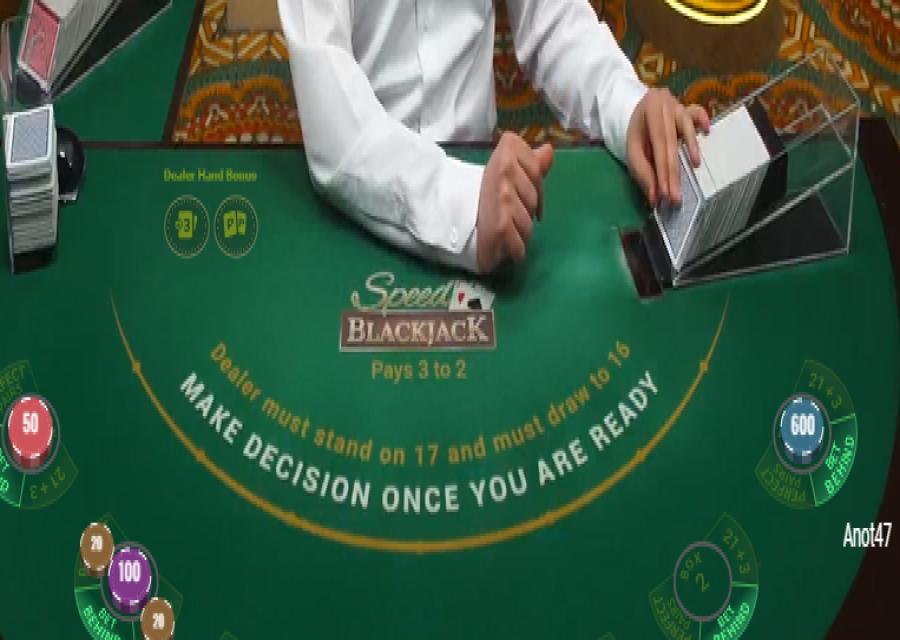 Dealer Hand Bonus
Speed
BLACKJACK
Pays 3 to 2
Dealer must stand on 17 and must draw to 16
MAKE DECISION ONCE YOU ARE READY
50
BET
21+3
600
21+3
BET
BEHIND
PERFECT
PAIRS
Anot47
20
100
20
BET
BEHIND
BOX
2
21+3
BET
BEHIND
PERFECT
PAIRS